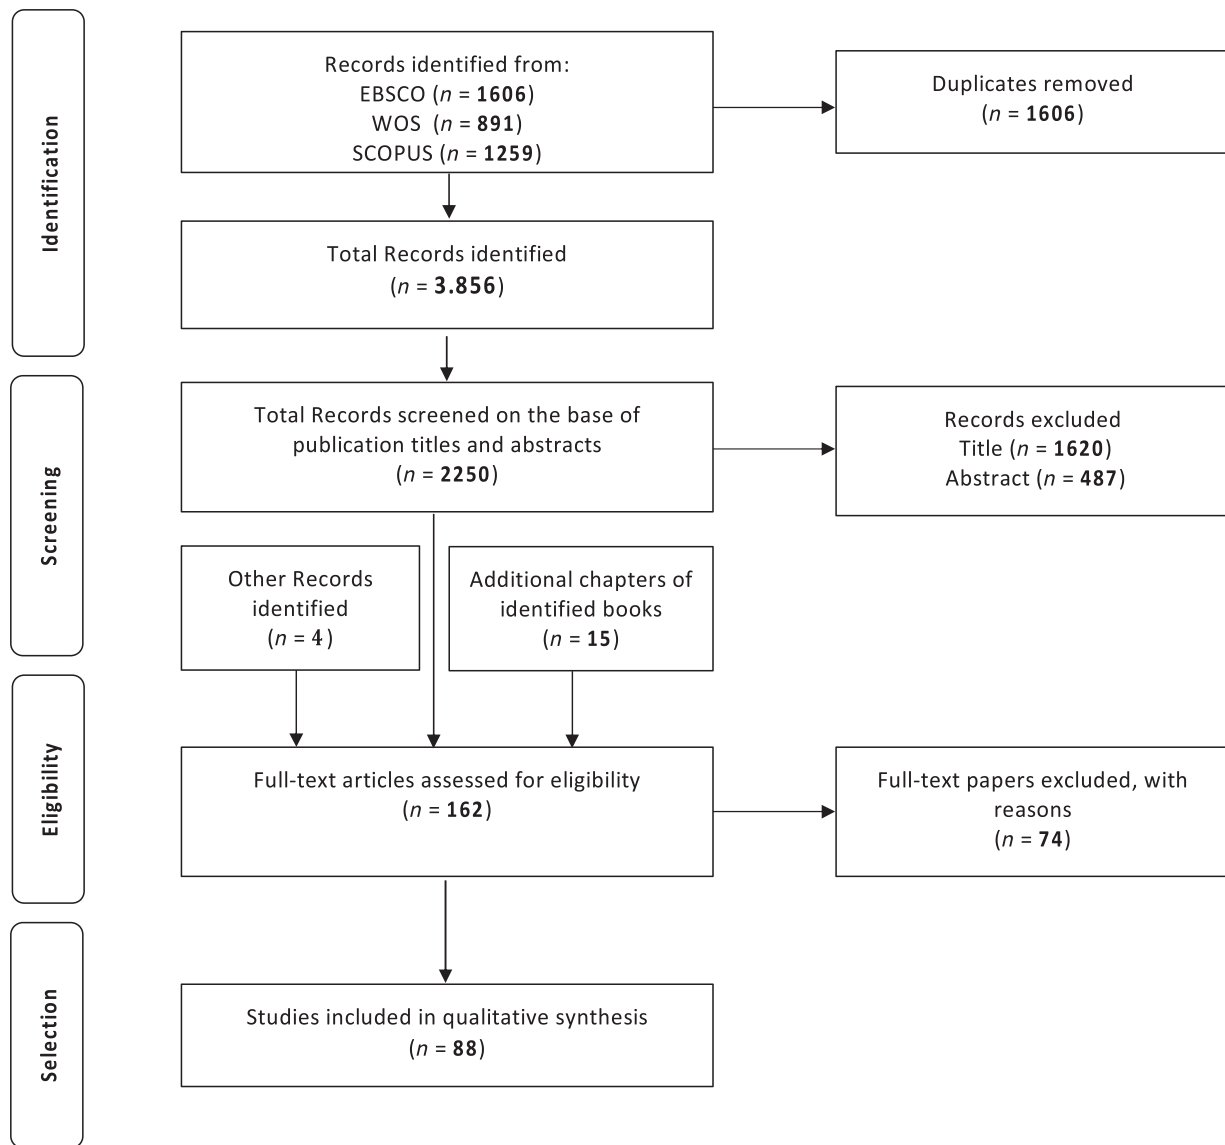 Identification
Records identified from:
EBSCO (n = 1606)
WOS (n = 891)
SCOPUS (n = 1259)
Duplicates removed
(n = 1606)
Total Records identified
(n = 3.856)
Screening
Total Records screened on the base of
publication titles and abstracts
(n = 2250)
Records excluded
Title (n = 1620)
Abstract (n = 487)
Other Records
identified
(n = 4)
Additional chapters of
identified books
(n = 15)
Eligibility
Full-text articles assessed for eligibility
(n = 162)
Full-text papers excluded, with
reasons
(n = 74)
Selection
Studies included in qualitative synthesis
(n = 88)